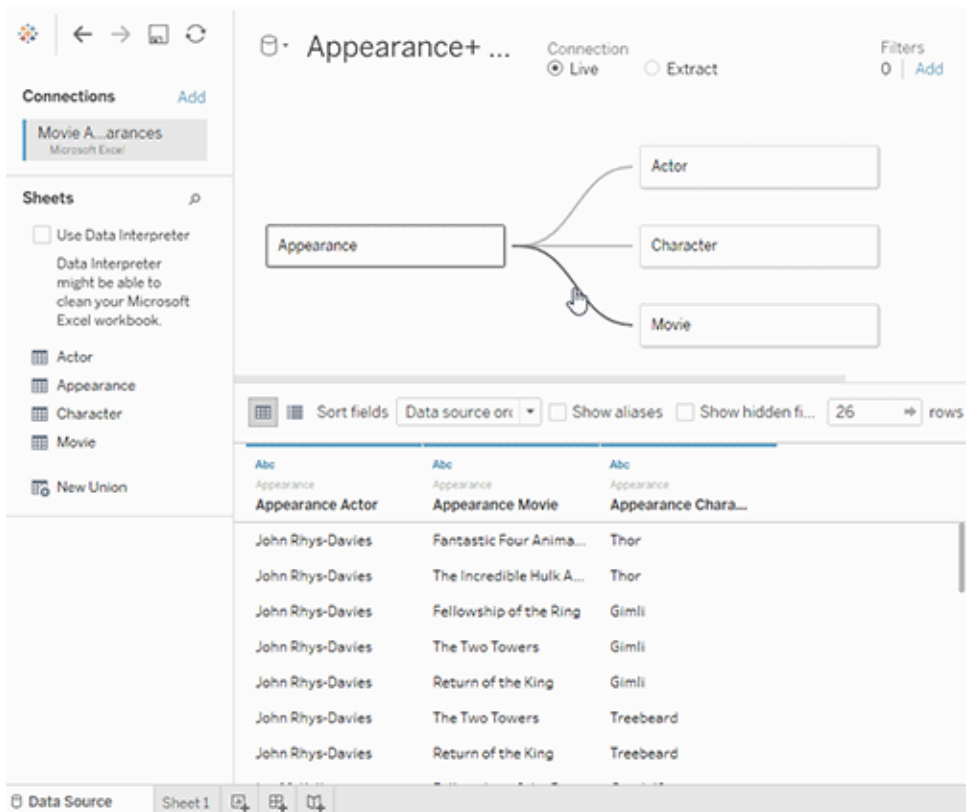 Appearance+ ...
Connection
Live
Extract
Filters
0 | Add
Connections
Add
Movie A...arances
Microsoft Excel
Sheets
Use Data Interpreter
Data Interpreter
might be able to
clean your Microsoft
Excel workbook.
Actor
Appearance
Character
Movie
New Union
Appearance
Actor
Character
Movie
Sort fields
Data source or
Show aliases
Show hidden fi...
26
rows
Abc Abc Abc
Appearance Appearance Appearance
Appearance Actor Appearance Movie Appearance Chara...
John Rhys-Davies Fantastic Four Anima... Thor
John Rhys-Davies The Incredible Hulk A... Thor
John Rhys-Davies Fellowship of the Ring Gimli
John Rhys-Davies The Two Towers Gimli
John Rhys-Davies Return of the King Gimli
John Rhys-Davies The Two Towers Treebeard
John Rhys-Davies Return of the King Treebeard
Data Source
Sheet 1